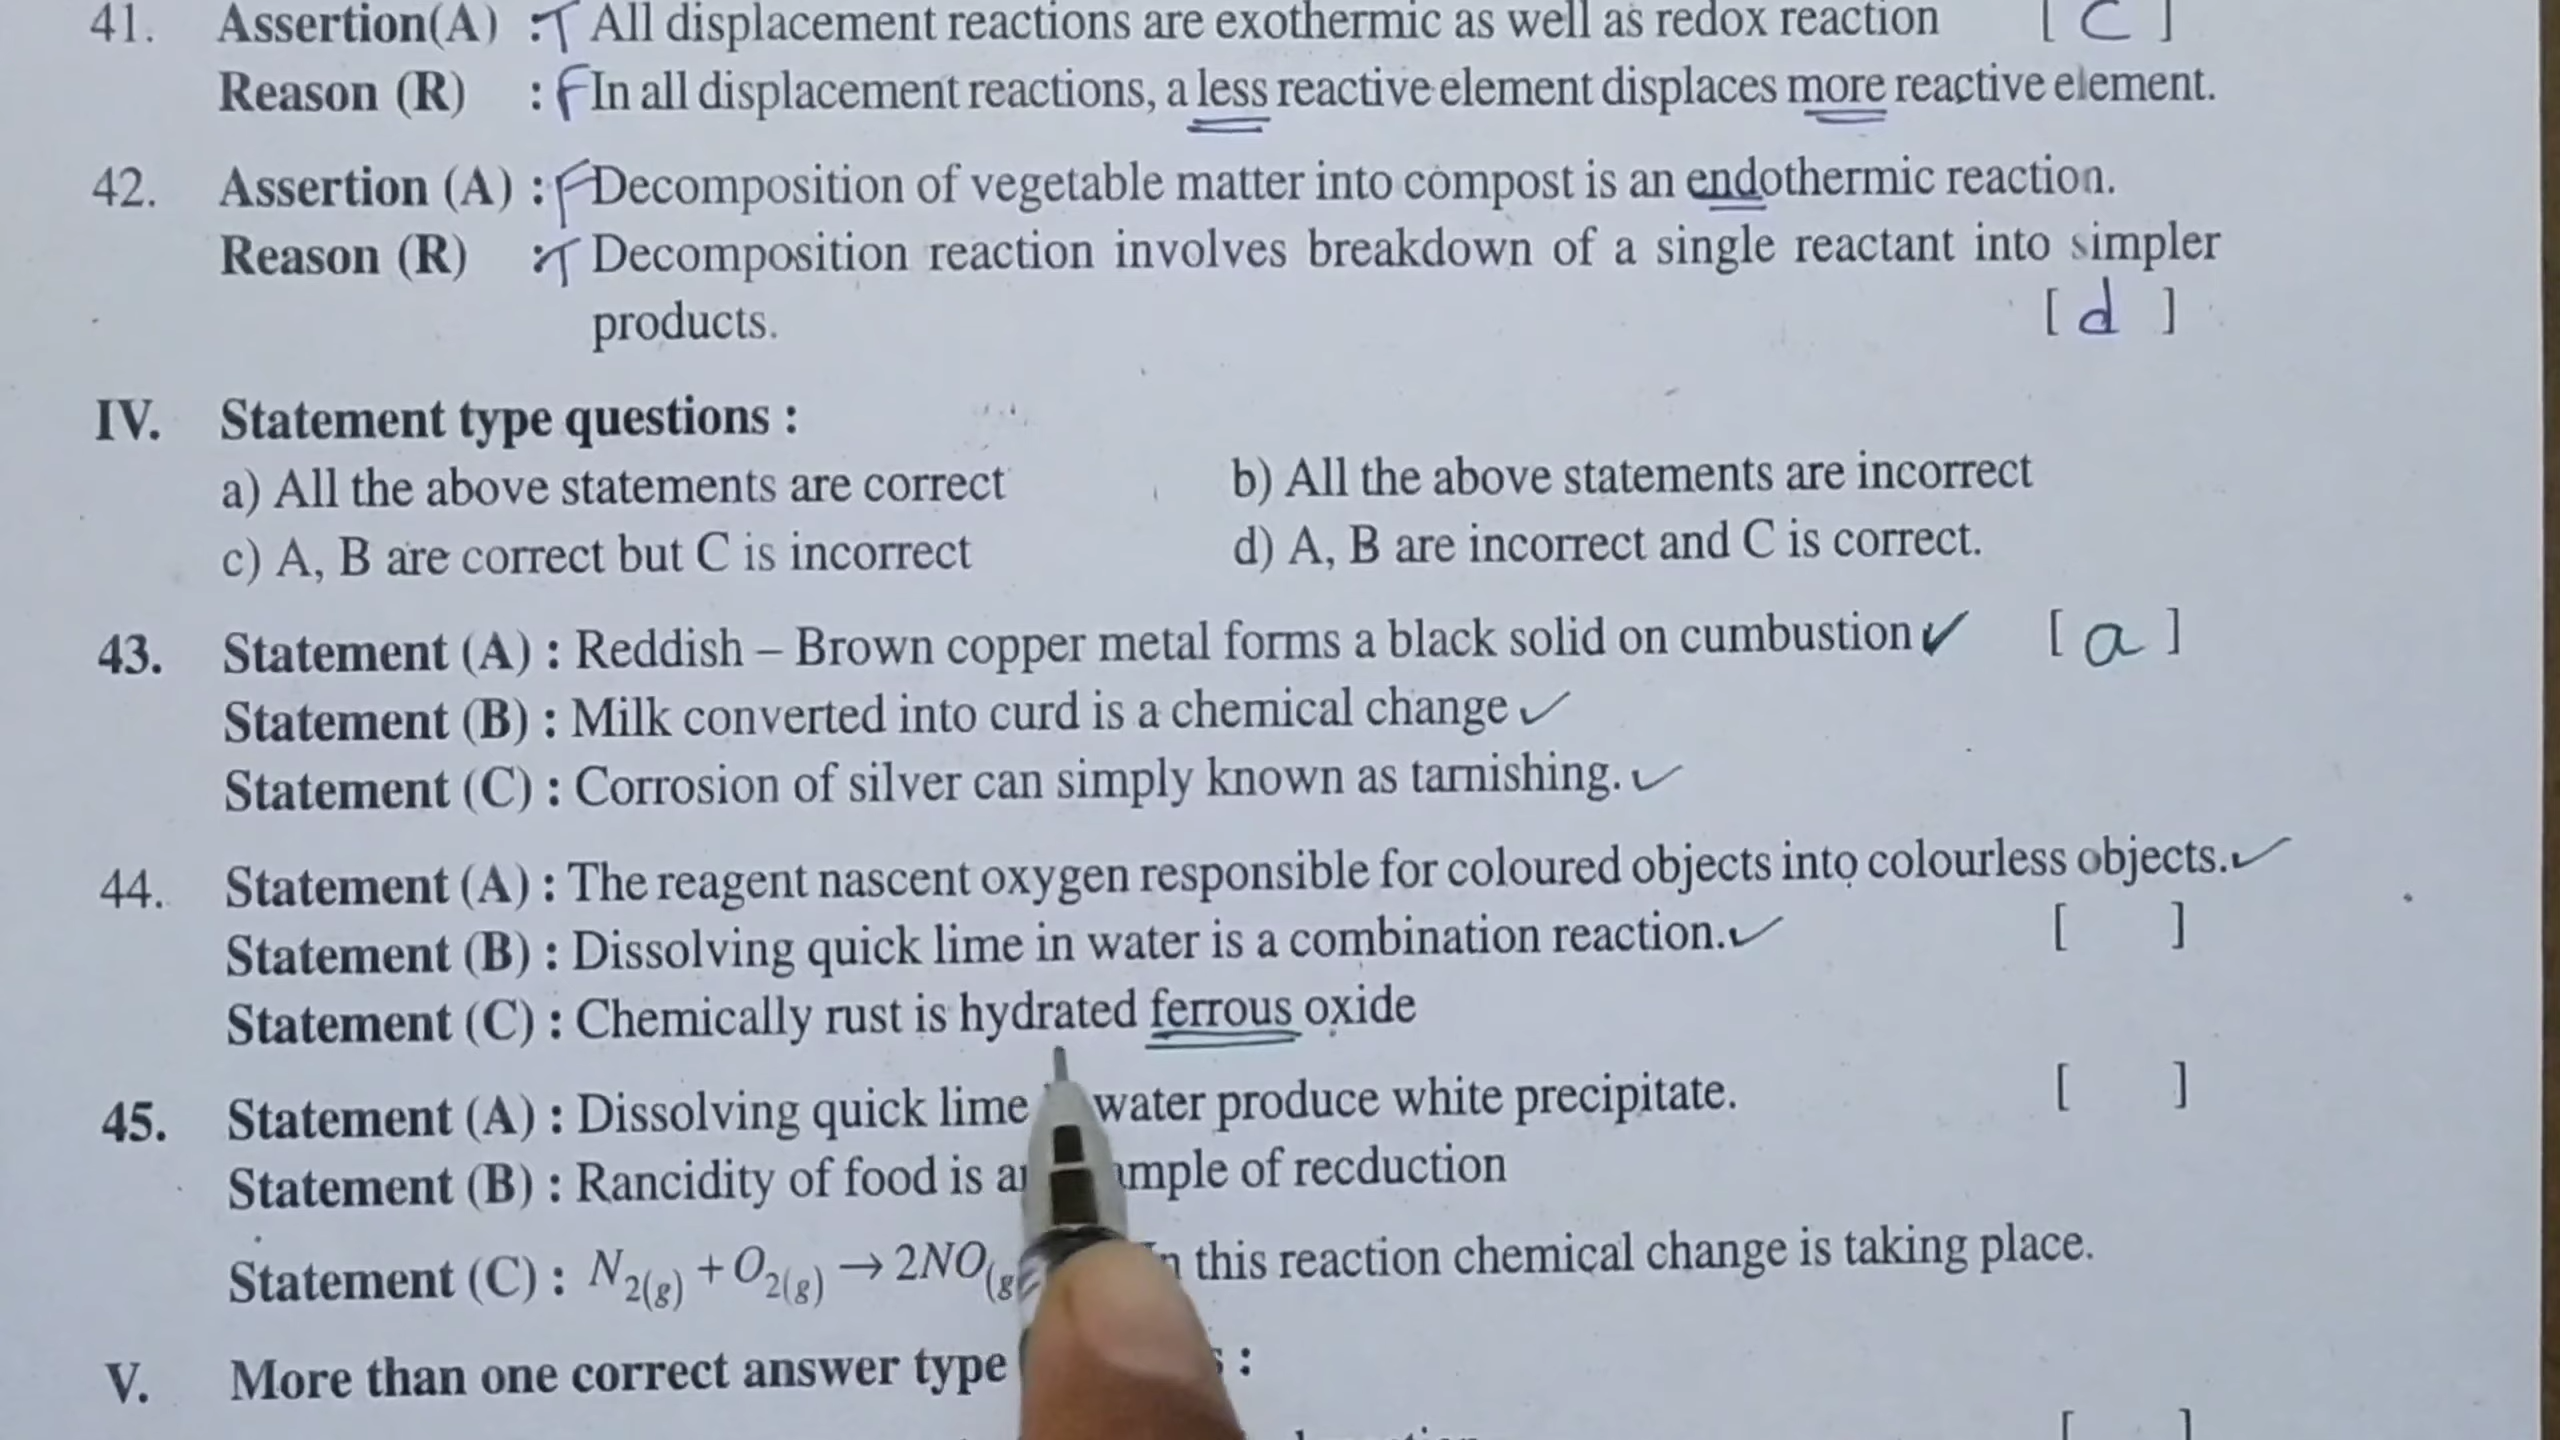 41. Assertion(A) : T All displacement reactions are exothermic as well as redox reaction [ C ]
Reason (R) : F In all displacement reactions, a less reactive element displaces more reactive element.
42. Assertion (A) : F Decomposition of vegetable matter into compost is an endothermic reaction.
Reason (R) : T Decomposition reaction involves breakdown of a single reactant into simpler
products. [ d ]
IV. Statement type questions :
a) All the above statements are correct b) All the above statements are incorrect
c) A, B are correct but C is incorrect d) A, B are incorrect and C is correct.
43. Statement (A) : Reddish – Brown copper metal forms a black solid on cumbustion ✓ [ a ]
Statement (B) : Milk converted into curd is a chemical change ✓
Statement (C) : Corrosion of silver can simply known as tarnishing. ✓
44. Statement (A) : The reagent nascent oxygen responsible for coloured objects into colourless objects. ✓
Statement (B) : Dissolving quick lime in water is a combination reaction. ✓ [ ]
Statement (C) : Chemically rust is hydrated ferrous oxide
45. Statement (A) : Dissolving quick lime water produce white precipitate. [ ]
Statement (B) : Rancidity of food is of recduction
Statement (C) : N2(g) + O2(g) → 2NO(g this reaction chemical change is taking place.
V. More than one correct answer type :
[ ]